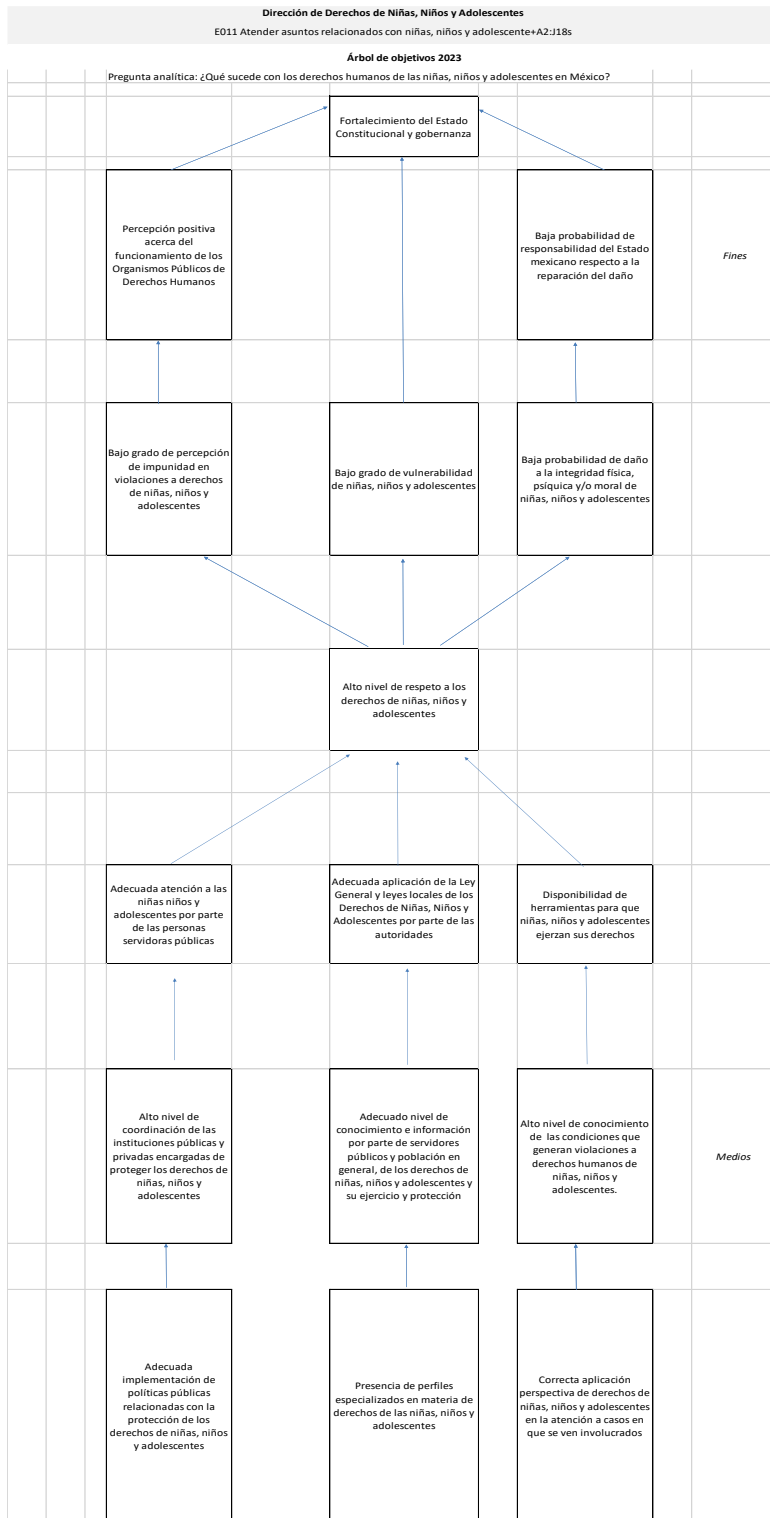 Dirección de Derechos de Niñas, Niños y Adolescentes
E011 Atender asuntos relacionados con niñas, niños y adolescente+A2:J18s
Árbol de objetivos 2023
Pregunta analítica: ¿Qué sucede con los derechos humanos de las niñas, niños y adolescentes en México?
Fortalecimiento del Estado
Constitucional y gobernanza
Percepción positiva
acerca del
funcionamiento de los
Organismos Públicos de
Derechos Humanos
Baja probabilidad de
responsabilidad del Estado
mexicano respecto a la
reparación del daño
Fines
Bajo grado de percepción
de impunidad en
violaciones a derechos
de niñas, niños y
adolescentes
Bajo grado de vulnerabilidad
de niñas, niños y adolescentes
Baja probabilidad de daño
a la integridad física,
psíquica y/o moral de
niñas, niños y adolescentes
Alto nivel de respeto a los
derechos de niñas, niños y
adolescentes
Adecuada atención a las
niñas niños y
adolescentes por parte
de las personas
servidoras públicas
Adecuada aplicación de la Ley
General y leyes locales de los
Derechos de Niñas, Niños y
Adolescentes por parte de las
autoridades
Disponibilidad de
herramientas para que
niñas, niños y adolescentes
ejerzan sus derechos
Alto nivel de
coordinación de las
instituciones públicas y
privadas encargadas de
proteger los derechos de
niñas, niños y
adolescentes
Adecuado nivel de
conocimiento e información
por parte de servidores
públicos y población en
general, de los derechos de
niñas, niños y adolescentes y
su ejercicio y protección
Alto nivel de conocimiento
de las condiciones que
generan violaciones a
derechos humanos de
niñas, niños y
adolescentes.
Medios
Adecuada
implementación de
políticas públicas
relacionadas con la
protección de los
derechos de niñas, niños
y adolescentes
Presencia de perfiles
especializados en materia de
derechos de las niñas, niños y
adolescentes
Correcta aplicación
perspectiva de derechos de
niñas, niños y adolescentes
en la atención a casos en
que se ven involucrados